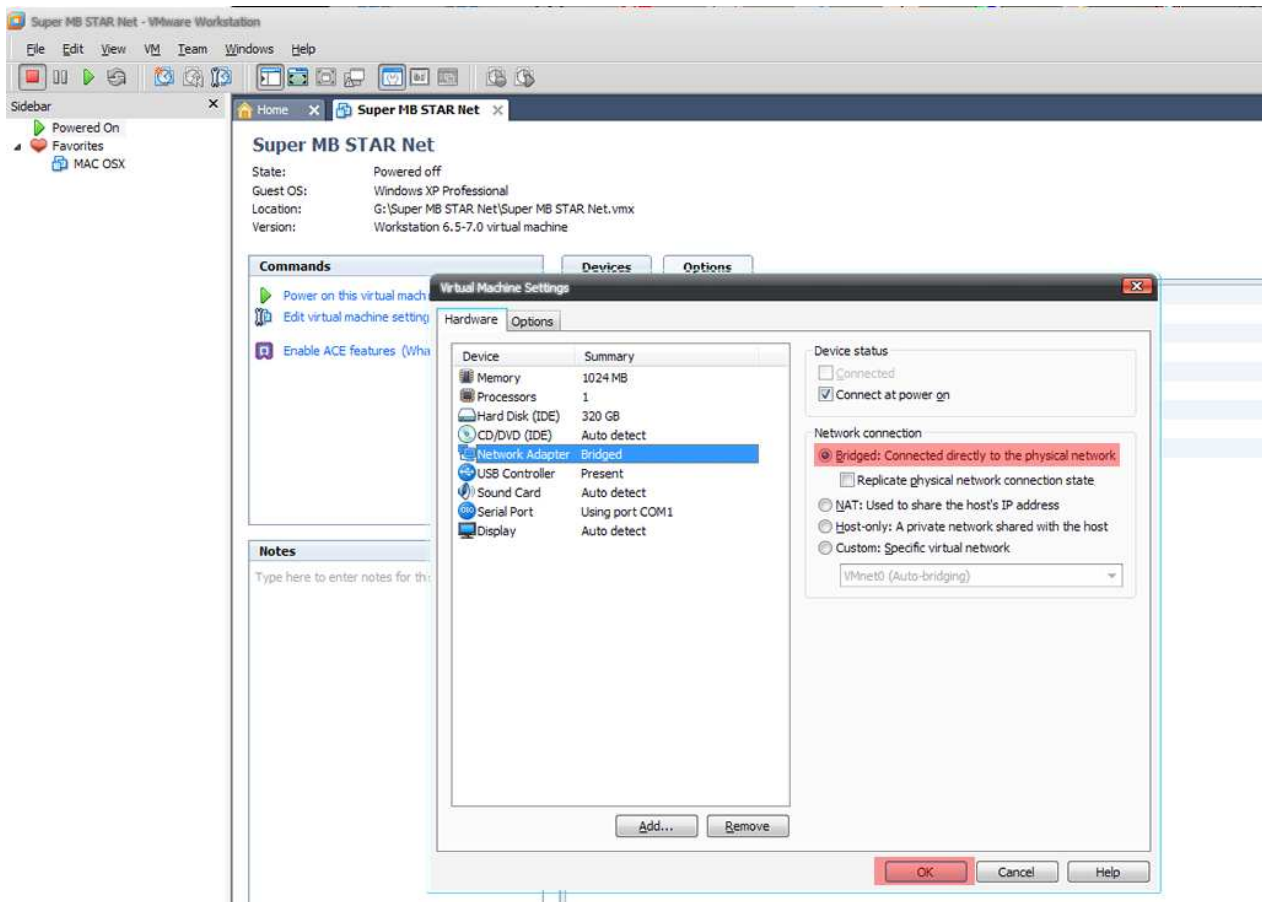 Super MB STAR Net - VMware Workstation
File Edit View VM Team Windows Help
Sidebar
Powered On
Favorites
MAC OSX
Home
Super MB STAR Net
Super MB STAR Net
State: Powered off
Guest OS: Windows XP Professional
Location: G:\Super MB STAR Net\Super MB STAR Net.vmx
Version: Workstation 6.5-7.0 virtual machine
Commands
Power on this virtual mach
Edit virtual machine setting
Enable ACE features (Wha
Devices
Options
Notes
Type here to enter notes for thi
Virtual Machine Settings
Hardware Options
Device Summary
Memory 1024 MB
Processors 1
Hard Disk (IDE) 320 GB
CD/DVD (IDE) Auto detect
Network Adapter Bridged
USB Controller Present
Sound Card Auto detect
Serial Port Using port COM1
Display Auto detect
Add... Remove
Device status
Connected
Connect at power on
Network connection
Bridged: Connected directly to the physical network
Replicate physical network connection state
NAT: Used to share the host's IP address
Host-only: A private network shared with the host
Custom: Specific virtual network
VMnet0 (Auto-bridging)
OK Cancel Help